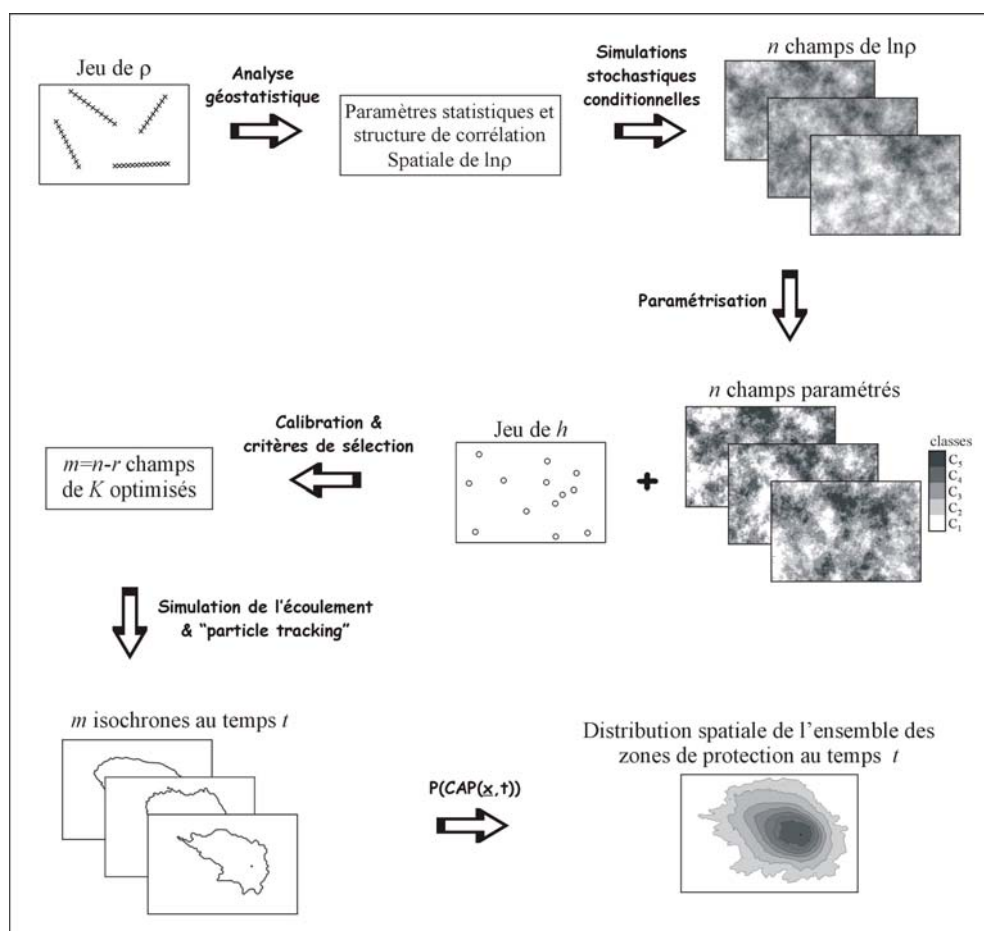 Jeu de ρ
Analyse
géostatistique
Paramètres statistiques et
structure de corrélation
Spatiale de lnρ
Simulations
stochastiques
conditionnelles
n champs de lnρ
Paramétrisation
n champs paramétrés
classes
C5
C4
C3
C2
C1
+
Jeu de h
Calibration &
critères de sélection
m=n-r champs
de K optimisés
Simulation de l'écoulement
& "particle tracking"
m isochrones au temps t
P(CAP(x,t))
Distribution spatiale de l'ensemble des
zones de protection au temps t